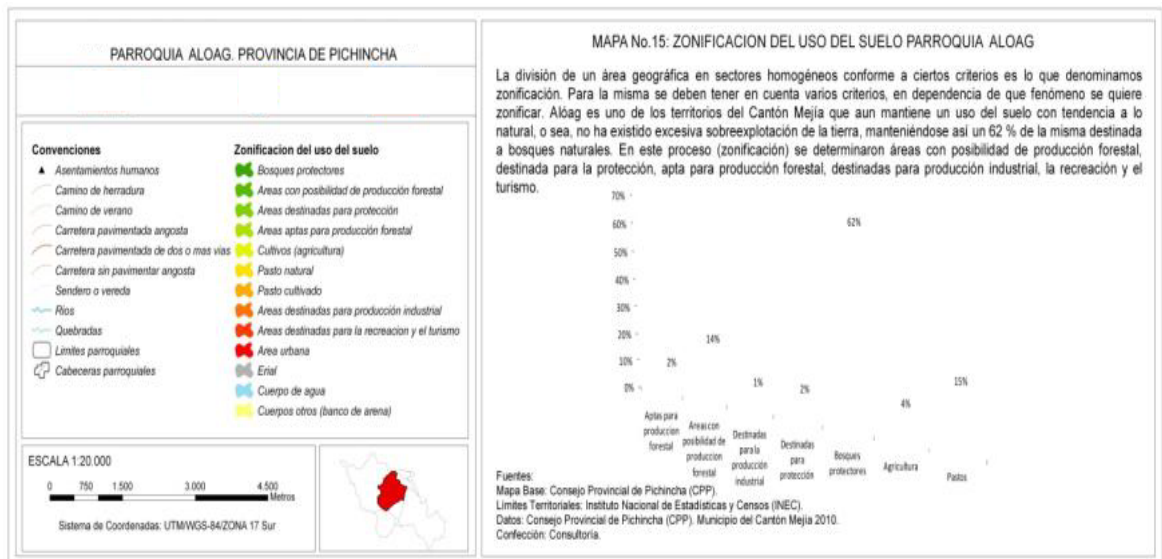 PARROQUIA ALOAG. PROVINCIA DE PICHINCHA
Convenciones
Asentamientos humanos
Camino de herradura
Camino de verano
Carretera pavimentada angosta
Carretera pavimentada de dos o mas vias
Carretera sin pavimentar angosta
Sendero o vereda
Rios
Quebradas
Limites parroquiales
Cabeceras parroquiales
Zonificacion del uso del suelo
Bosques protectores
Areas con posibilidad de producción forestal
Areas destinadas para protección
Areas aptas para producción forestal
Cultivos (agricultura)
Pasto natural
Pasto cultivado
Areas destinadas para producción industrial
Areas destinadas para la recreacion y el turismo
Area urbana
Erial
Cuerpo de agua
Cuerpos otros (banco de arena)
ESCALA 1:20.000
0 750 1.500 3.000 4.500
Metros
Sistema de Coordenadas: UTM/WGS-84/ZONA 17 Sur
MAPA No.15: ZONIFICACION DEL USO DEL SUELO PARROQUIA ALOAG
La división de un área geográfica en sectores homogéneos conforme a ciertos criterios es lo que denominamos
zonificación. Para la misma se deben tener en cuenta varios criterios, en dependencia de que fenómeno se quiere
zonificar. Alóag es uno de los territorios del Cantón Mejía que aun mantiene un uso del suelo con tendencia a lo
natural, o sea, no ha existido excesiva sobreexplotación de la tierra, manteniéndose así un 62 % de la misma destinada
a bosques naturales. En este proceso (zonificación) se determinaron áreas con posibilidad de producción forestal,
destinada para la protección, apta para producción forestal, destinadas para producción industrial, la recreación y el
turismo.
70%
60%
50%
40%
30%
20%
10%
0%
2%
14%
1%
2%
62%
4%
15%
Aptas para
produccion
forestal
Areas con
posibilidad de
produccion
forestal
Destinadas
para la
producción
industrial
Destinadas
para
protección
Bosques
protectores
Agricultura
Pastos
Fuentes:
Mapa Base: Consejo Provincial de Pichincha (CPP).
Limites Territoriales: Instituto Nacional de Estadísticas y Censos (INEC).
Datos: Consejo Provincial de Pichincha (CPP). Municipio del Cantón Mejía 2010.
Confección: Consultoría.